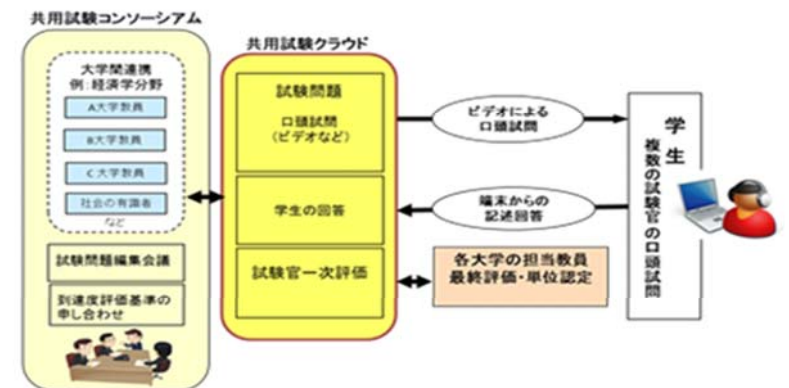 共用試験コンソーシアム
大学間連携
例：経済学分野
A大学教員
B大学教員
C大学教員
社会の有識者
など
試験問題編集会議
到達度評価基準の
申し合わせ
共用試験クラウド
試験問題
口頭試問
（ビデオなど）
学生の回答
試験官一次評価
ビデオによる
口頭試問
端末からの
記述回答
各大学の担当教員
最終評価・単位認定
学生
複数の試験官の口頭試問